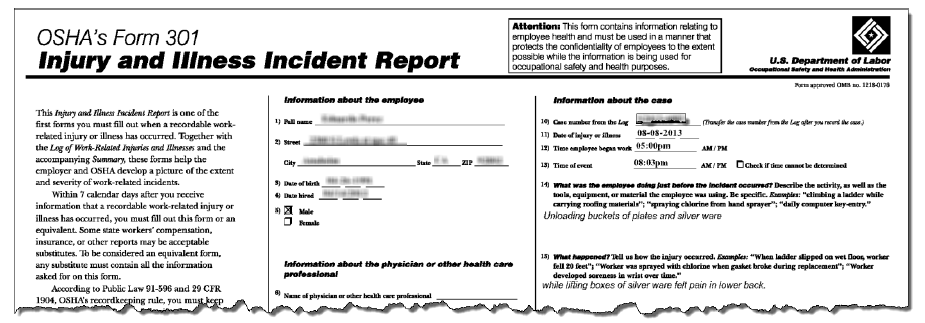 OSHA's Form 301
Injury and Illness Incident Report
Attention: This form contains information relating to
employee health and must be used in a manner that
protects the confidentiality of employees to the extent
possible while the information is being used for
occupational safety and health purposes.
U.S. Department of Labor
Occupational Safety and Health Administration
Form approved OMB no. 1218-0176
This Injury and Illness Incident Report is one of the
first forms you must fill out when a recordable work-
related injury or illness has occurred. Together with
the Log of Work-Related Injuries and Illnesses and the
accompanying Summary, these forms help the
employer and OSHA develop a picture of the extent
and severity of work-related incidents.
Within 7 calendar days after you receive
information that a recordable work-related injury or
illness has occurred, you must fill out this form or an
equivalent. Some state workers' compensation,
insurance, or other reports may be acceptable
substitutes. To be considered an equivalent form,
any substitute must contain all the information
asked for on this form.
According to Public Law 91-596 and 29 CFR
1904, OSHA's recordkeeping rule, you must keep
Information about the employee
1) Full name
2) Street
City State ZIP
3) Date of birth
4) Date hired
5) Male
Female
Information about the physician or other health care
professional
6) Name of physician or other health care professional
Information about the case
10) Case number from the Log (Transfer the case number from the Log after you record the case.)
11) Date of injury or illness 08-08-2013
12) Time employee began work 05:00pm AM / PM
13) Time of event 08:03pm AM / PM Check if time cannot be determined
14) What was the employee doing just before the incident occurred? Describe the activity, as well as the
tools, equipment, or material the employee was using. Be specific. Examples: "climbing a ladder while
carrying roofing materials"; "spraying chlorine from hand sprayer"; "daily computer key-entry."
Unloading buckets of plates and silver ware
15) What happened? Tell us how the injury occurred. Examples: "When ladder slipped on wet floor, worker
fell 20 feet"; "Worker was sprayed with chlorine when gasket broke during replacement"; "Worker
developed soreness in wrist over time."
while lifting boxes of silver ware felt pain in lower back.